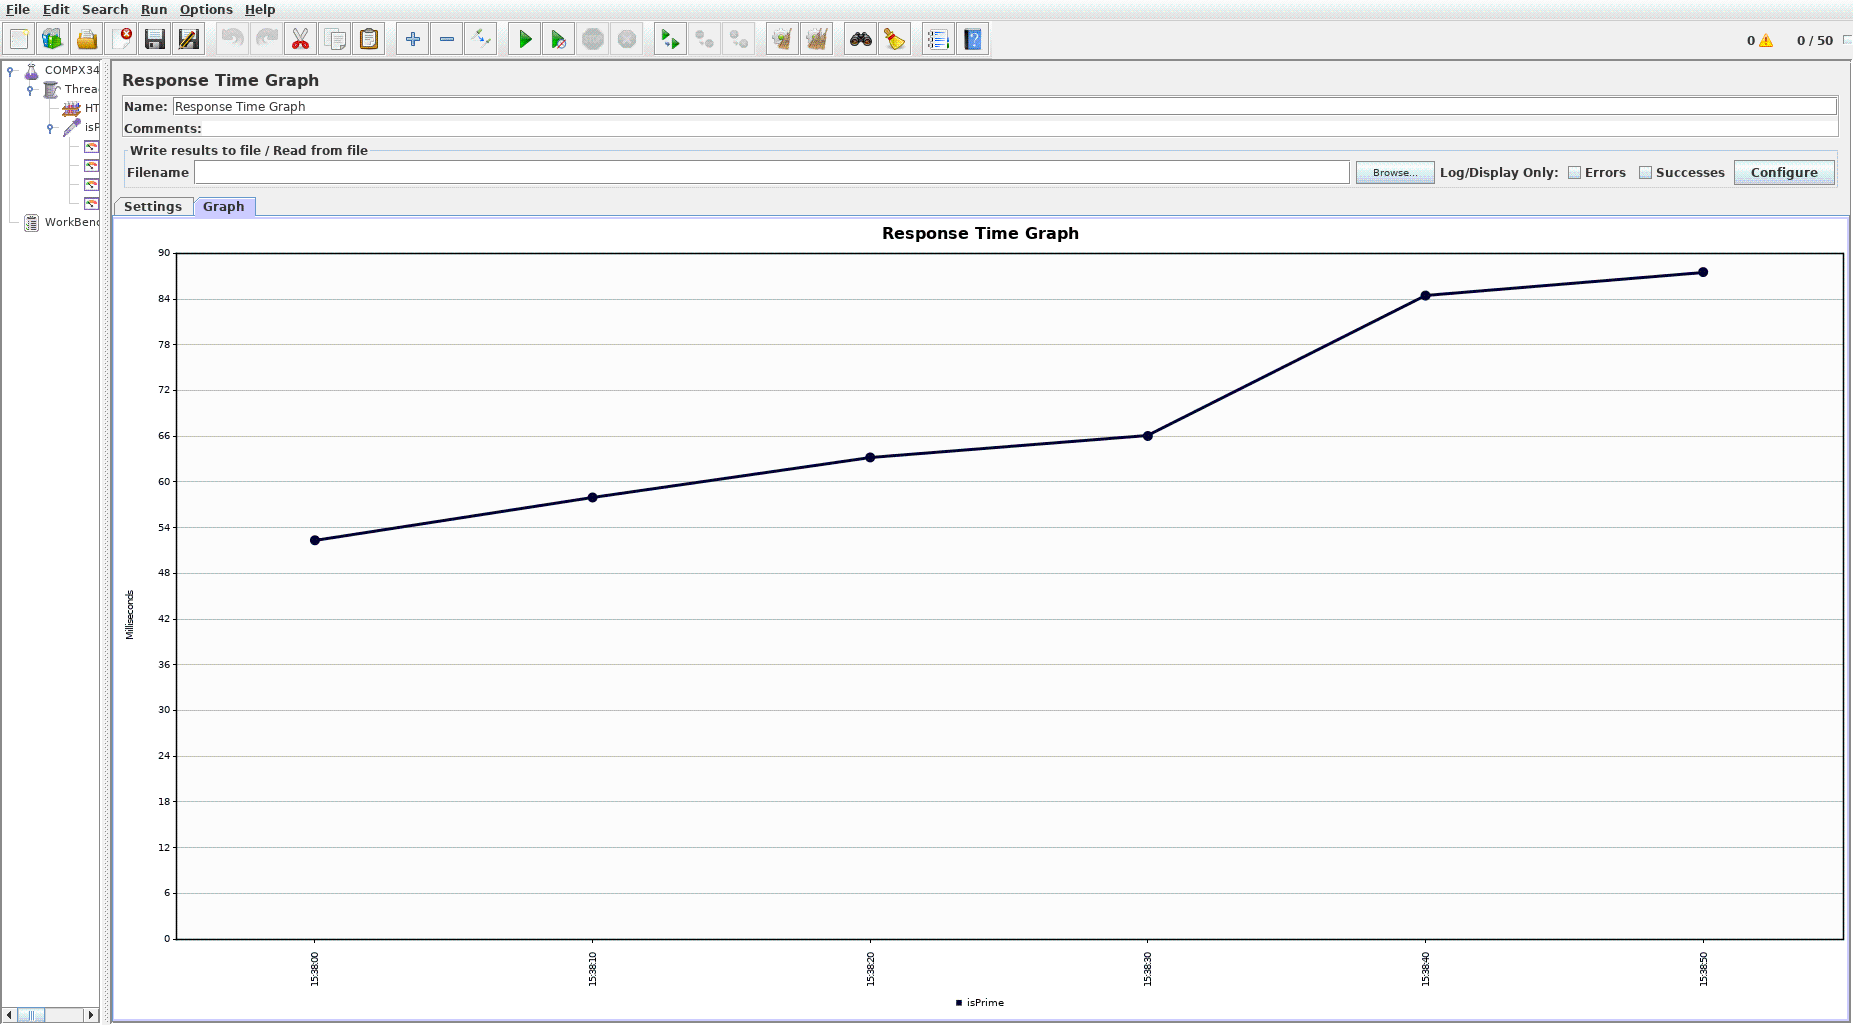 File Edit Search Run Options Help
0 0 / 50
COMPX34
Threa
HT
isP
WorkBenc
Response Time Graph
Name: Response Time Graph
Comments:
Write results to file / Read from file
Filename Browse... Log/Display Only: Errors Successes Configure
Settings Graph
Response Time Graph
90
84
78
72
66
60
54
48
42
36
30
24
18
12
6
0
Milliseconds
15:38:00 15:38:10 15:38:20 15:38:30 15:38:40 15:38:50
isPrime